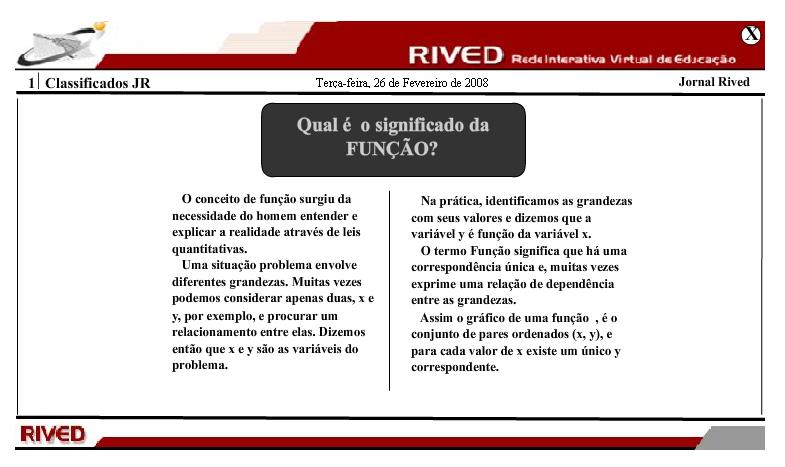 X
RIVED Rede Interativa Virtual de Educação
1 Classificados JR Terça-feira, 26 de Fevereiro de 2008 Jornal Rived
Qual é o significado da
FUNÇÃO?
O conceito de função surgiu da
necessidade do homem entender e
explicar a realidade através de leis
quantitativas.
Uma situação problema envolve
diferentes grandezas. Muitas vezes
podemos considerar apenas duas, x e
y, por exemplo, e procurar um
relacionamento entre elas. Dizemos
então que x e y são as variáveis do
problema.
Na prática, identificamos as grandezas
com seus valores e dizemos que a
variável y é função da variável x.
O termo Função significa que há uma
correspondência única e, muitas vezes
exprime uma relação de dependência
entre as grandezas.
Assim o gráfico de uma função , é o
conjunto de pares ordenados (x, y), e
para cada valor de x existe um único y
correspondente.
RIVED